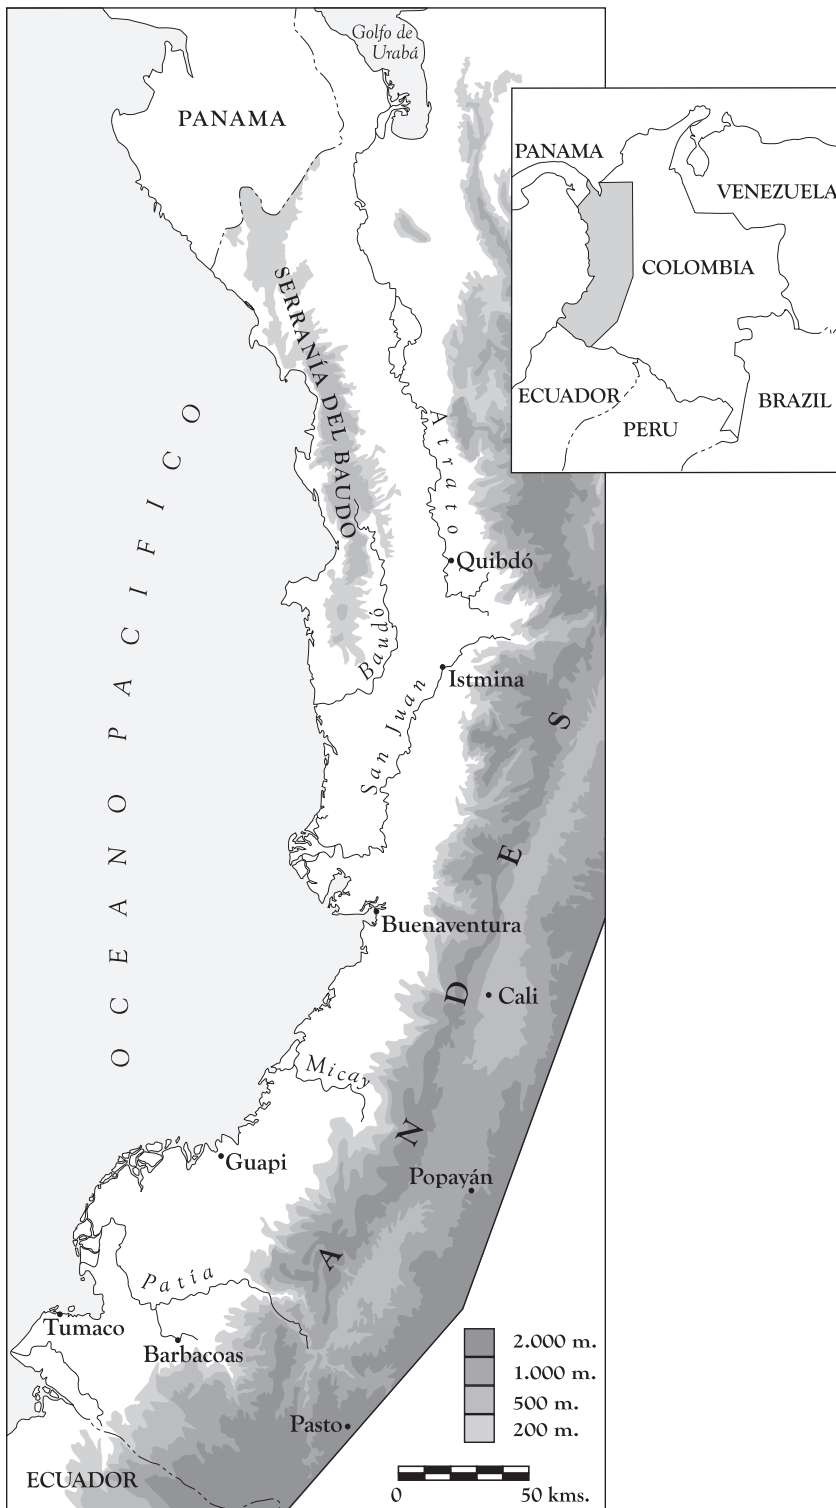 Golfo de
Urabá
PANAMA
PANAMA
VENEZUELA
COLOMBIA
ECUADOR
PERU
BRAZIL
SERRANÍA DEL BAUDO
Atrato
Quibdó
Baudó
Istmina
San Juan
OCEANO PACIFICO
Buenaventura
Cali
Micay
Guapi
Popayán
ANDES
Patía
Tumaco
Barbacoas
Pasto
ECUADOR
2.000 m.
1.000 m.
500 m.
200 m.
0 50 kms.